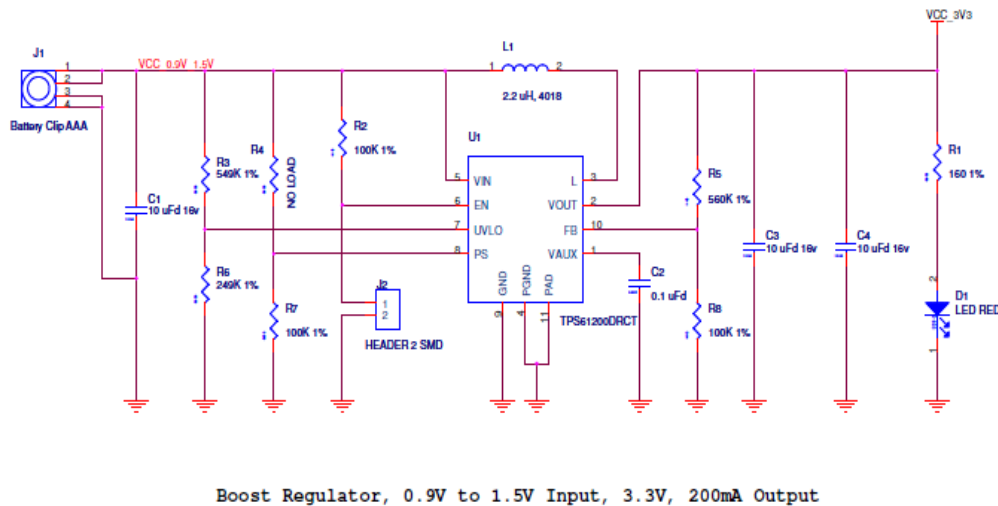 VCC_3V3
J1
1
2
3
4
Battery Clip AAA
VCC 0.9V 1.5V
L1
1
2
2.2 uH, 4018
R2
100K 1%
R3
549K 1%
R4
NO LOAD
C1
10 uFd 16v
R6
249K 1%
R7
100K 1%
J2
1
2
HEADER 2 SMD
U1
5 VIN
6 EN
7 UVLO
8 PS
L 3
VOUT 2
FB 10
VAUX 1
GND
PGND
PAD
9
4
11
TPS61200DRCT
C2
0.1 uFd
R5
560K 1%
R8
100K 1%
C3
10 uFd 16v
C4
10 uFd 16v
R1
160 1%
2
D1
LED RED
1
Boost Regulator, 0.9V to 1.5V Input, 3.3V, 200mA Output